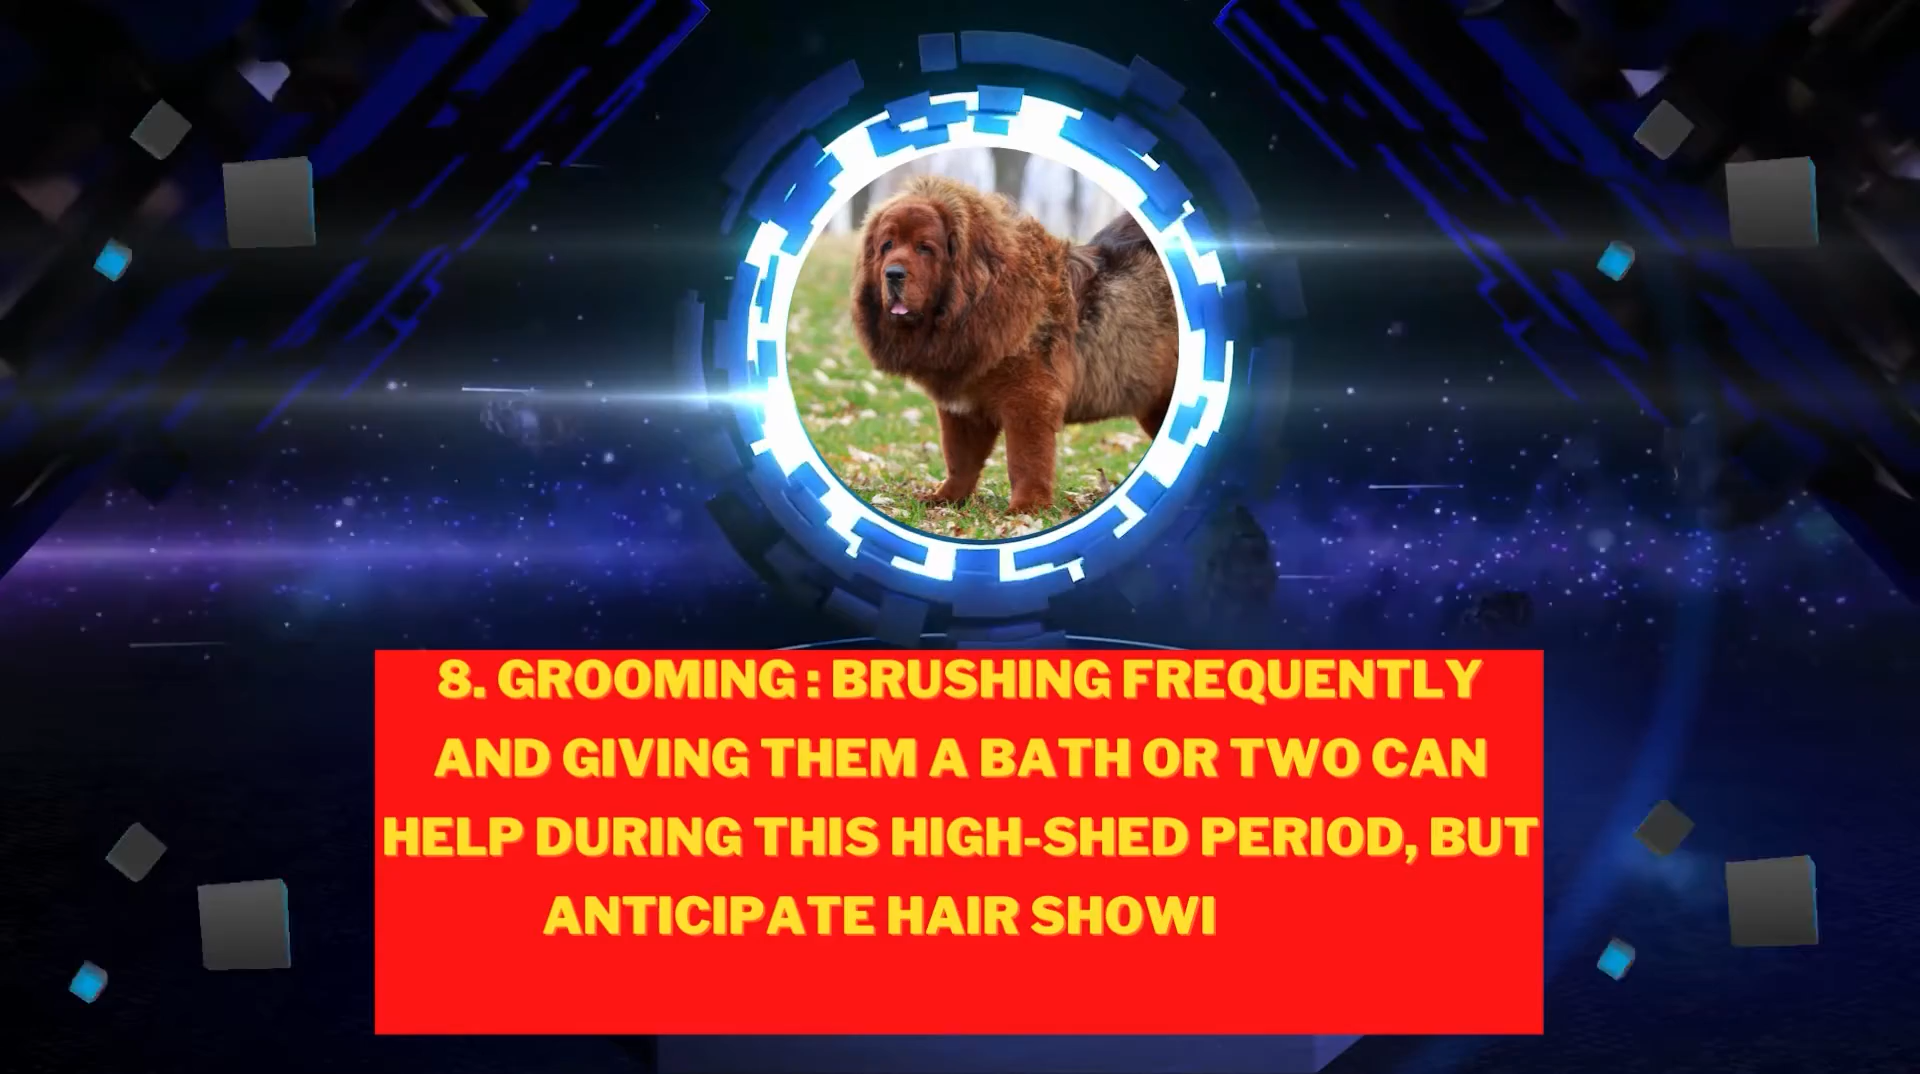 8. GROOMING : BRUSHING FREQUENTLY
AND GIVING THEM A BATH OR TWO CAN
HELP DURING THIS HIGH-SHED PERIOD, BUT
ANTICIPATE HAIR SHOWI